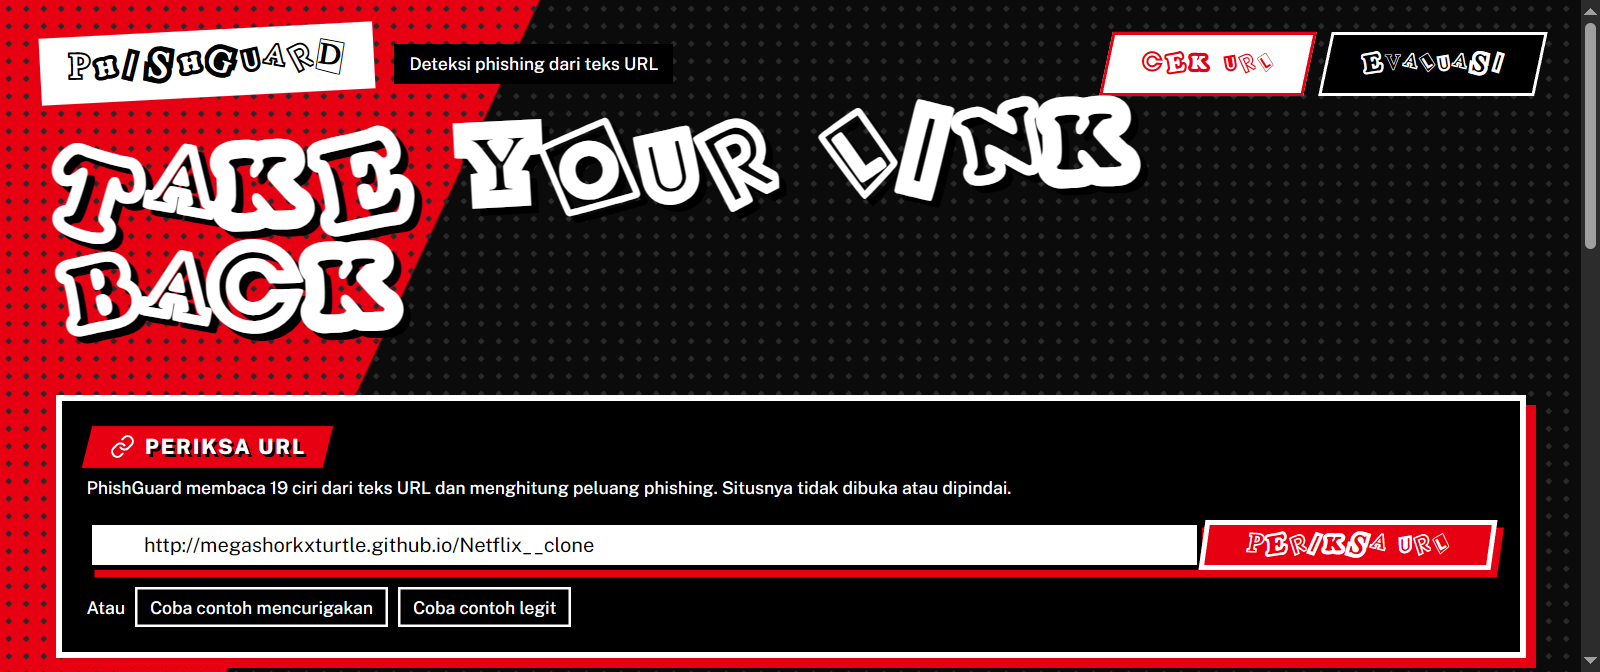 PHISHGUARD
Deteksi phishing dari teks URL
CEK URL
EVALUASI
TAKE YOUR LINK
BACK
PERIKSA URL
PhishGuard membaca 19 ciri dari teks URL dan menghitung peluang phishing. Situsnya tidak dibuka atau dipindai.
http://megashorkxturtle.github.io/Netflix__clone
PERIKSA URL
Atau
Coba contoh mencurigakan
Coba contoh legit